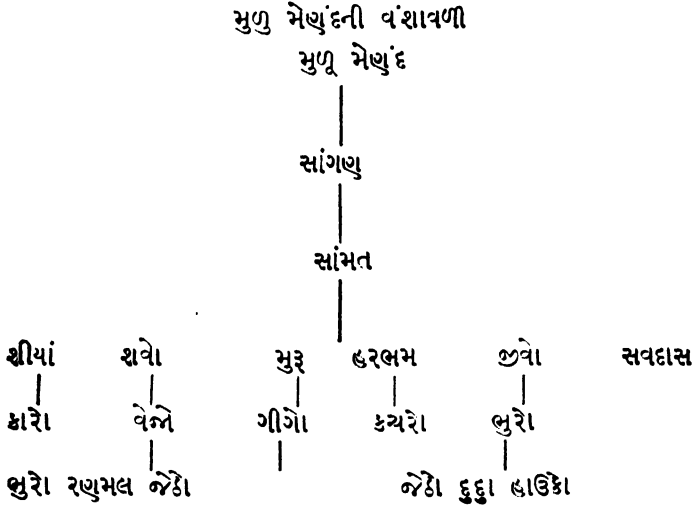 મુળુ મેણંદની વંશાવળી
મુળૂ મેણંદ
સાંગણ
સાંમત
શીયાં શવો મુરૂ હરભમ જીવો સવદાસ
કારો વેજો ગીગો કચરો ભુરો
ભુરો રણમલ જેઠો જેઠો દુદ્દા હાઉકો